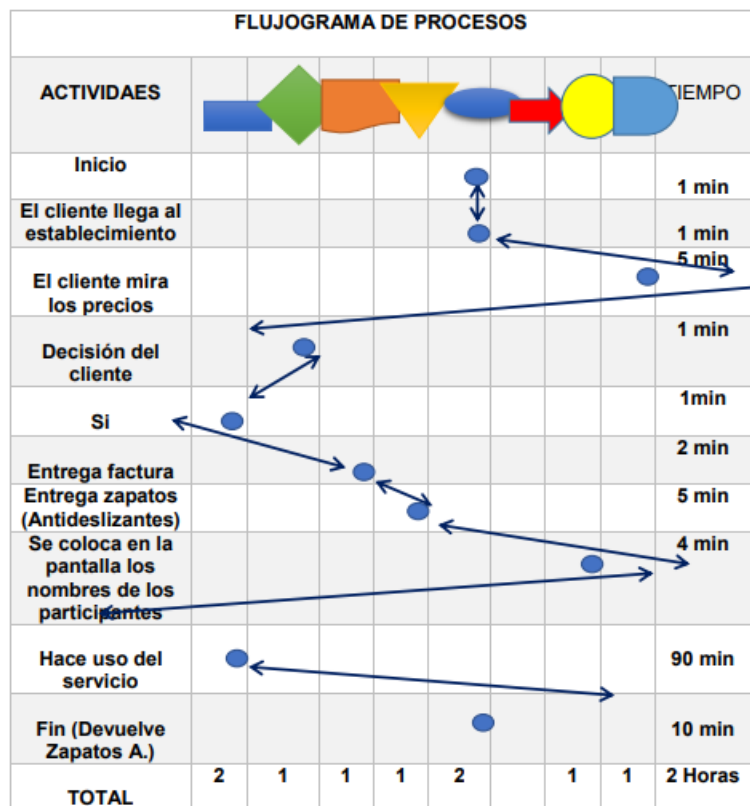 FLUJOGRAMA DE PROCESOS
ACTIVIDAES
TIEMPO
Inicio
1 min
El cliente llega al
establecimiento
1 min
El cliente mira
los precios
5 min
Decisión del
cliente
1 min
Si
1min
Entrega factura
2 min
Entrega zapatos
(Antideslizantes)
5 min
Se coloca en la
pantalla los
nombres de los
participantes
4 min
Hace uso del
servicio
90 min
Fin (Devuelve
Zapatos A.)
10 min
TOTAL
2 1 1 1 2 1 1 2 Horas